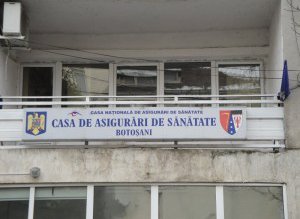 CASA NAȚIONALĂ DE ASIGURĂRI DE SĂNĂTATE
CASA DE ASIGURĂRI DE SĂNĂTATE
BOTOȘANI